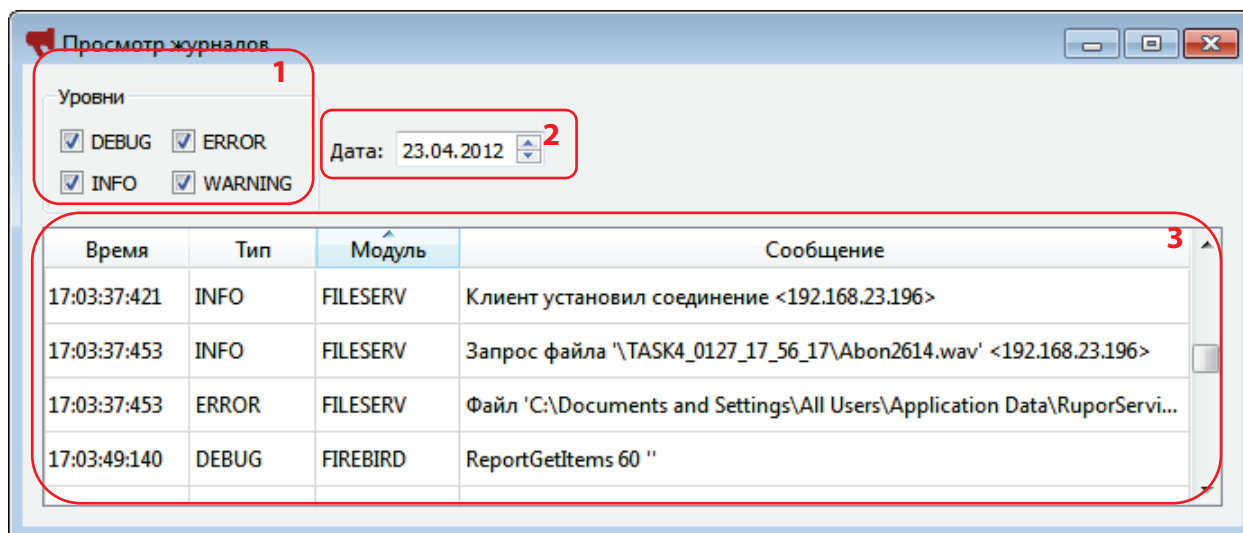 Просмотр журналов
1
Уровни
DEBUG ERROR
INFO WARNING
Дата: 23.04.2012 2
3
Время Тип Модуль Сообщение
17:03:37:421 INFO FILESERV Клиент установил соединение <192.168.23.196>
17:03:37:453 INFO FILESERV Запрос файла '\TASK4_0127_17_56_17\Abon2614.wav' <192.168.23.196>
17:03:37:453 ERROR FILESERV Файл 'C:\Documents and Settings\All Users\Application Data\RuporServi...
17:03:49:140 DEBUG FIREBIRD ReportGetItems 60 ''